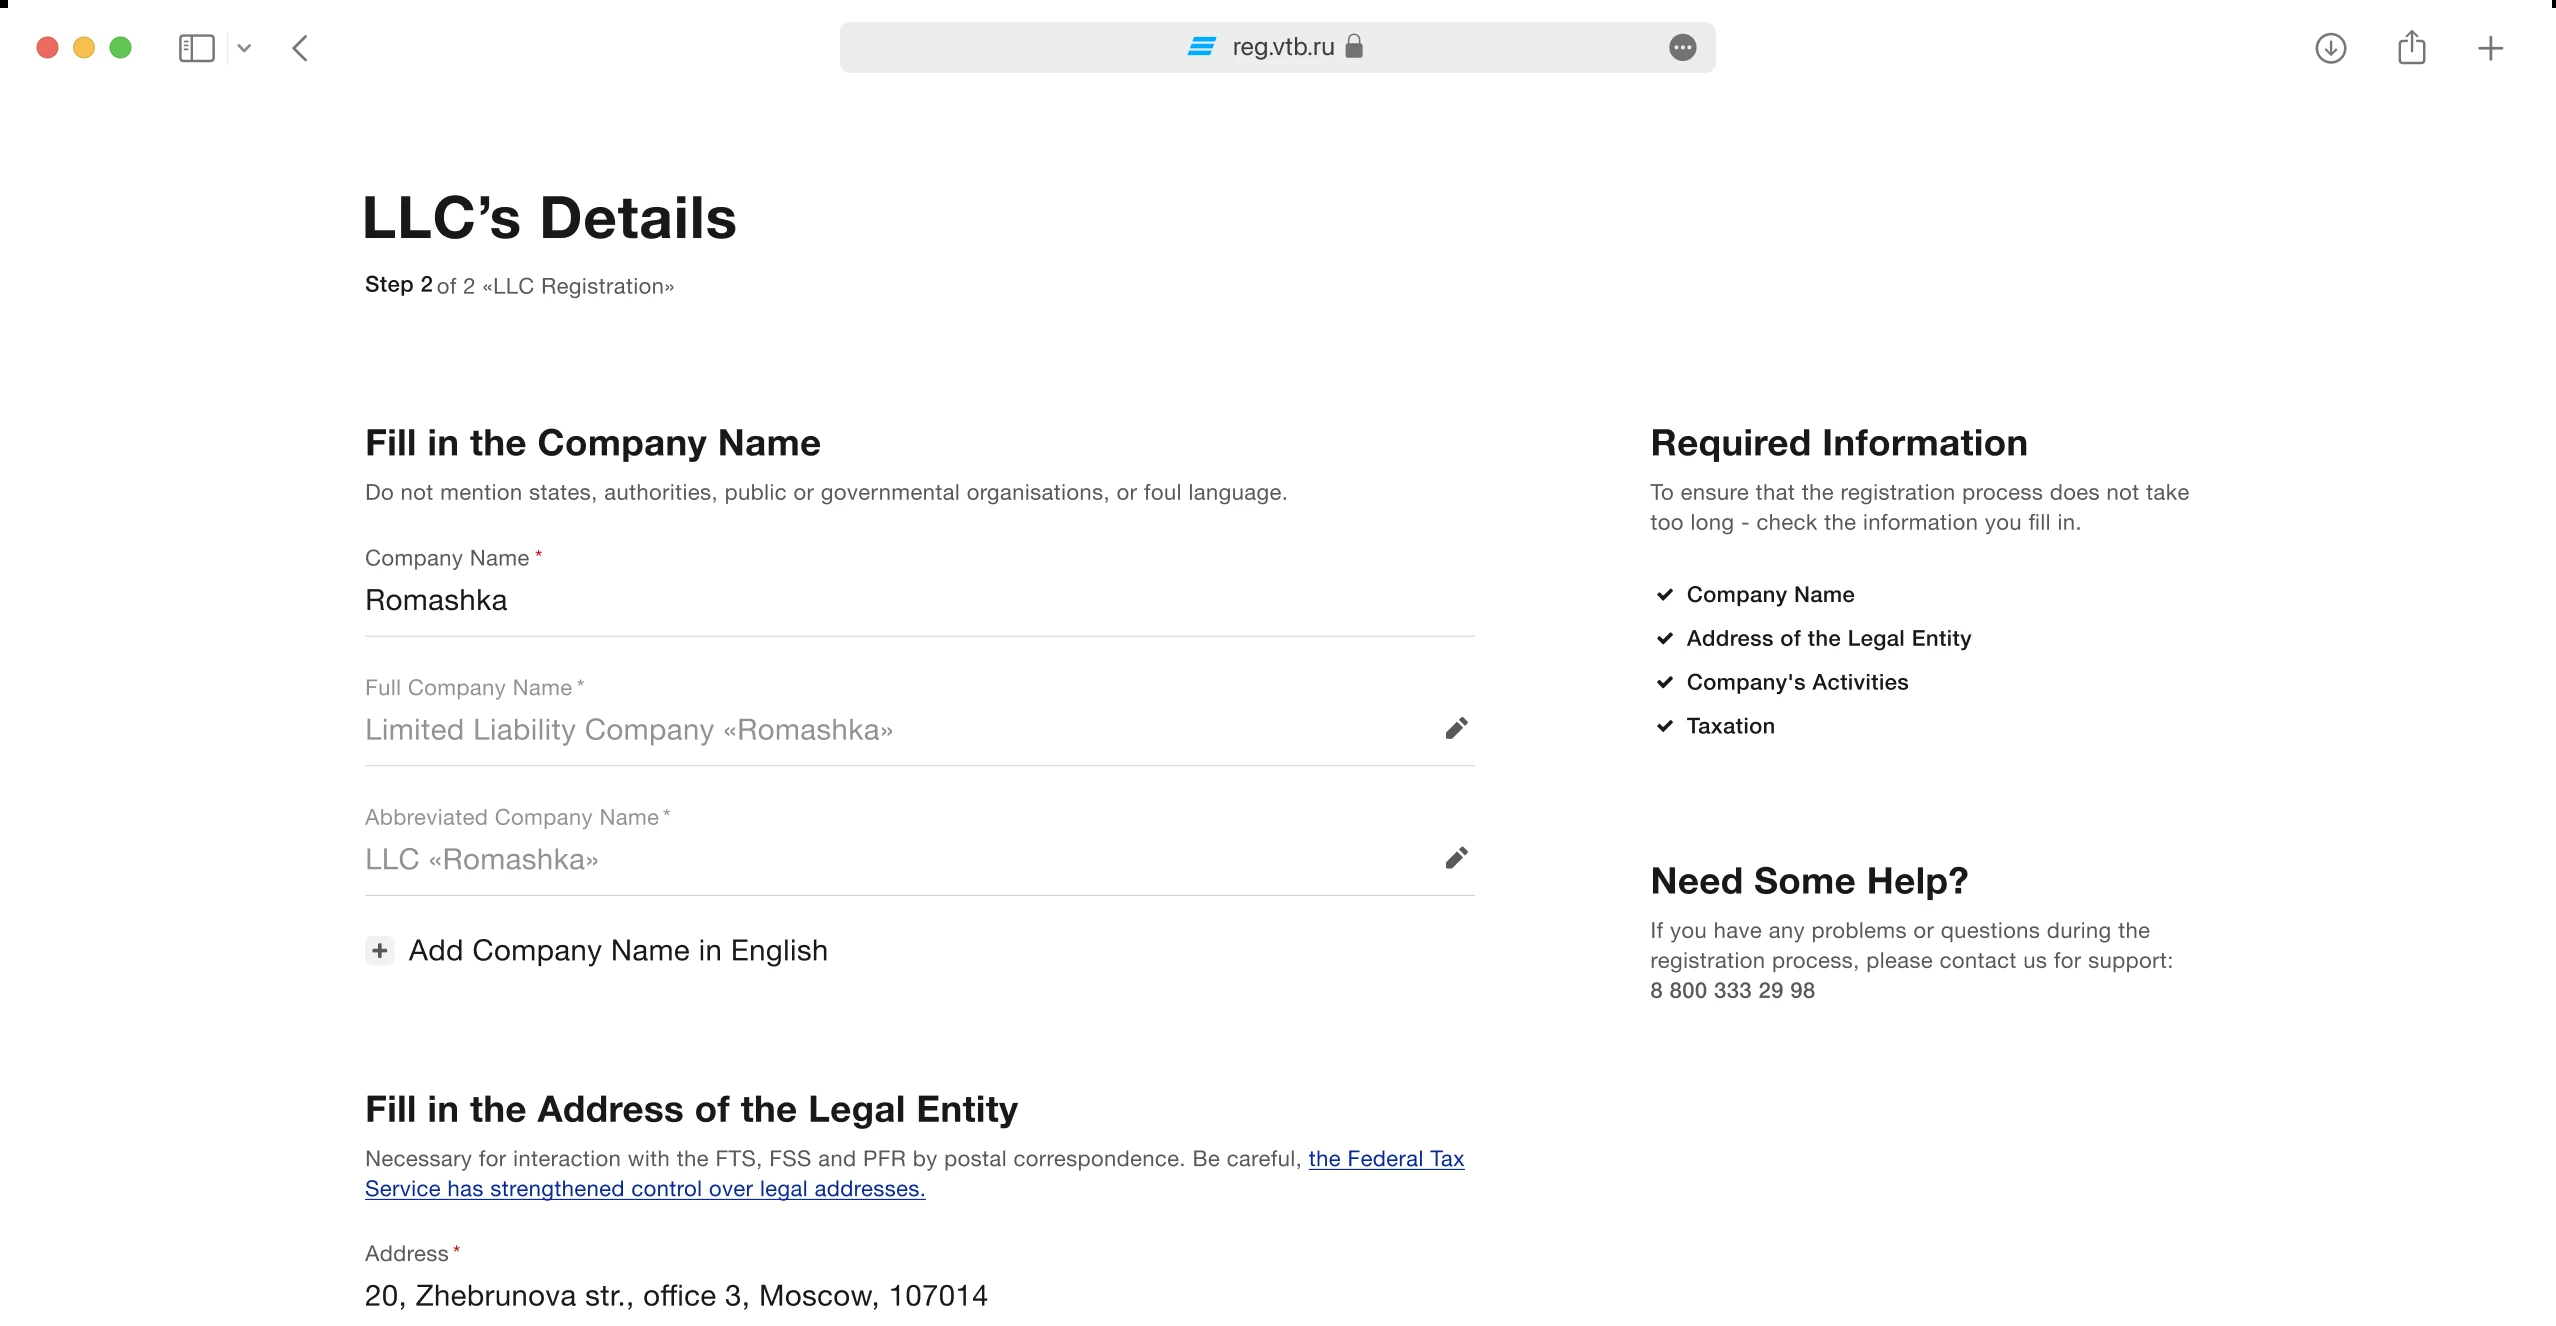 reg.vtb.ru
LLC’s Details
Step 2 of 2 «LLC Registration»
Fill in the Company Name
Do not mention states, authorities, public or governmental organisations, or foul language.
Company Name *
Romashka
Full Company Name *
Limited Liability Company «Romashka»
Abbreviated Company Name *
LLC «Romashka»
Add Company Name in English
Fill in the Address of the Legal Entity
Necessary for interaction with the FTS, FSS and PFR by postal correspondence. Be careful, the Federal Tax
Service has strengthened control over legal addresses.
Address *
20, Zhebrunova str., office 3, Moscow, 107014
Required Information
To ensure that the registration process does not take
too long - check the information you fill in.
Company Name
Address of the Legal Entity
Company's Activities
Taxation
Need Some Help?
If you have any problems or questions during the
registration process, please contact us for support:
8 800 333 29 98